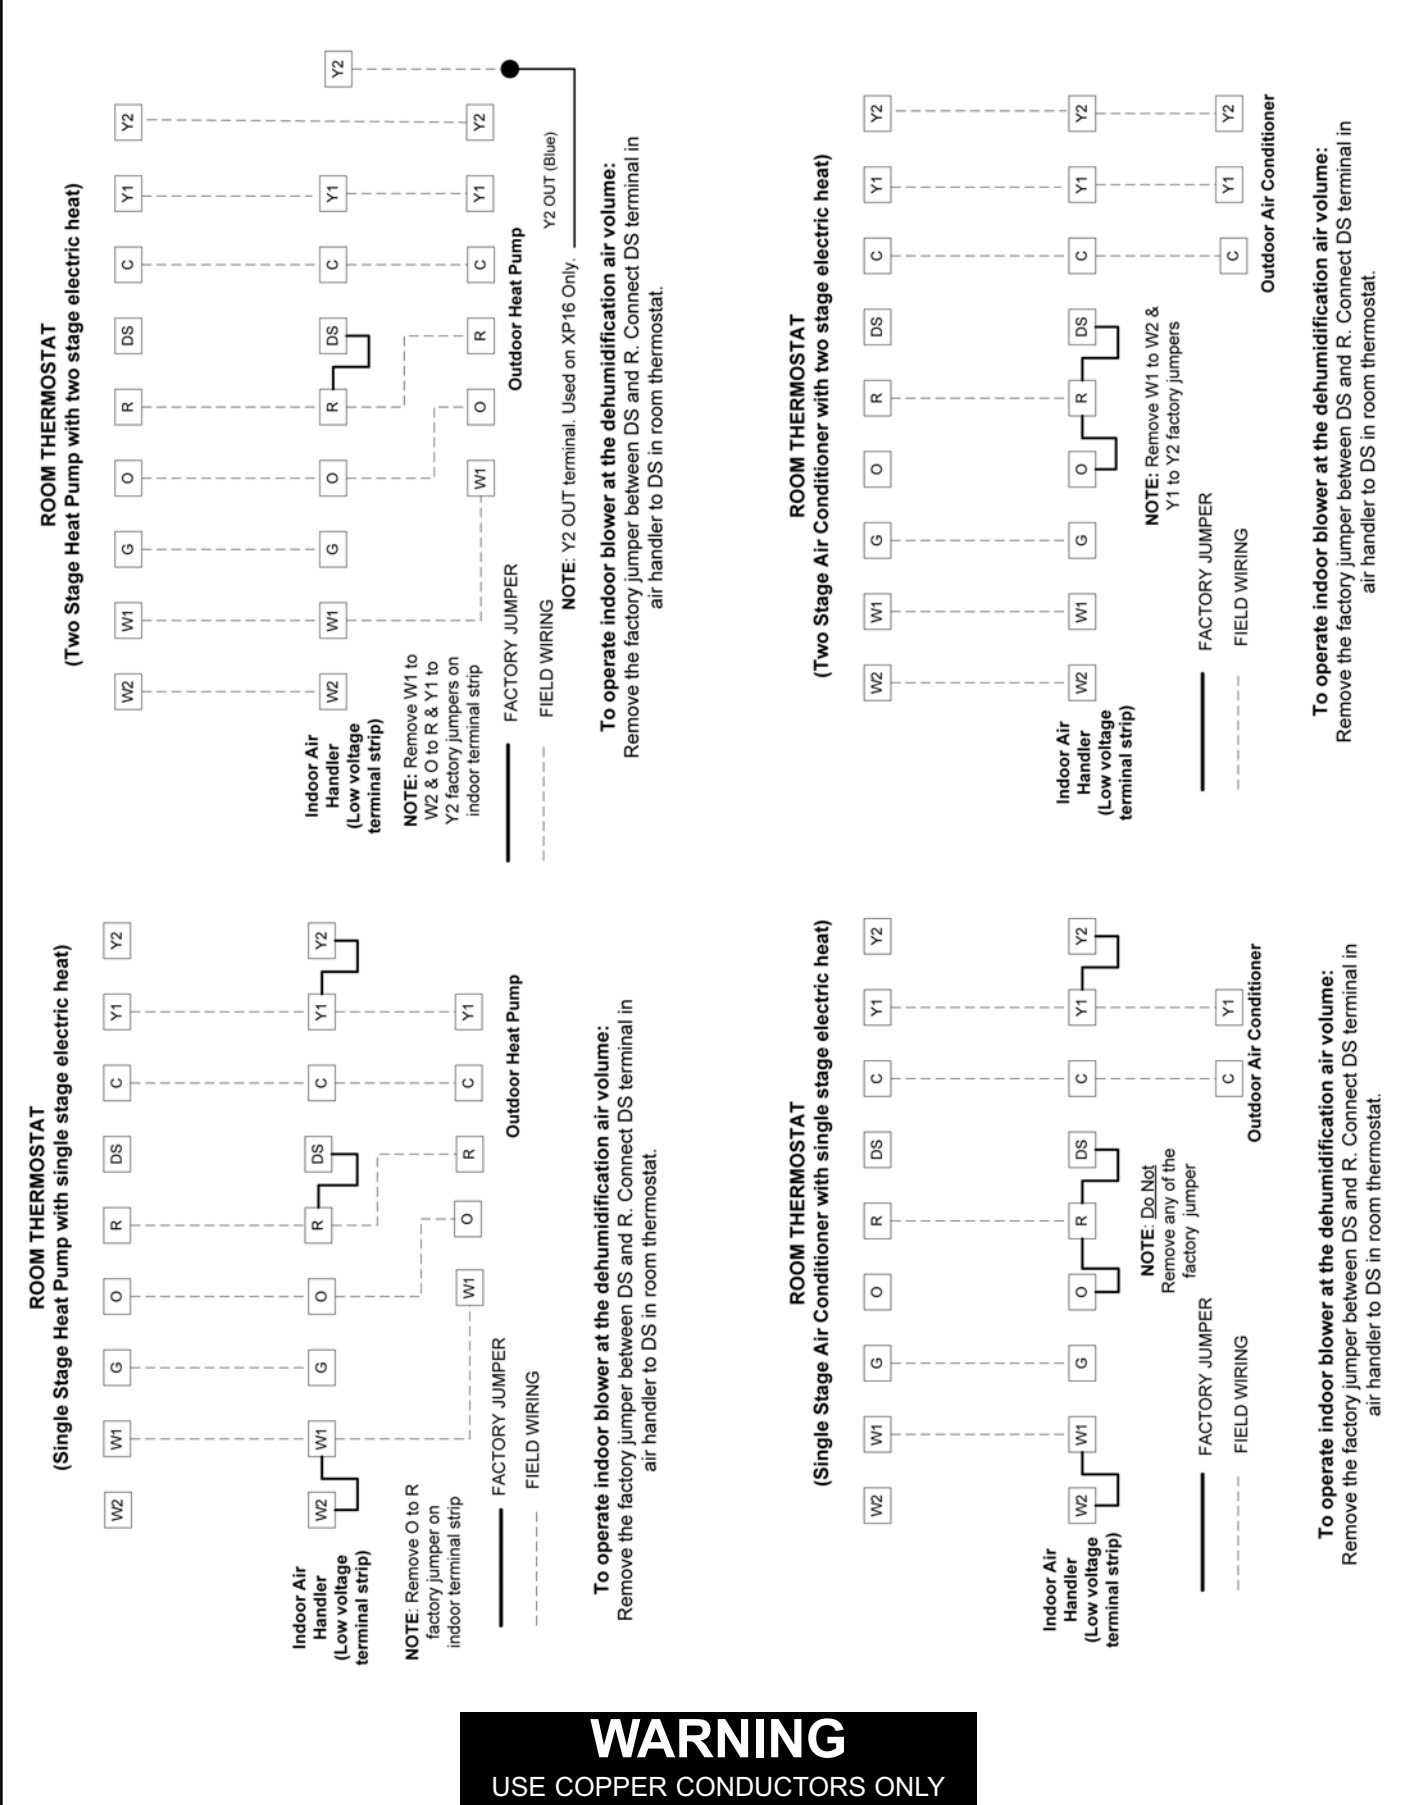 ROOM THERMOSTAT
(Single Stage Heat Pump with single stage electric heat)
W2 W1 G O R DS C Y1 Y2
Indoor Air
Handler
(Low voltage
terminal strip)
W2 W1 G O R DS C Y1 Y2
NOTE: Remove O to R
factory jumper on
indoor terminal strip
W1 O R C Y1
Outdoor Heat Pump
FACTORY JUMPER
FIELD WIRING
To operate indoor blower at the dehumidification air volume:
Remove the factory jumper between DS and R. Connect DS terminal in
air handler to DS in room thermostat.
ROOM THERMOSTAT
(Two Stage Heat Pump with two stage electric heat)
W2 W1 G O R DS C Y1 Y2
Indoor Air
Handler
(Low voltage
terminal strip)
W2 W1 G O R DS C Y1 Y2
NOTE: Remove W1 to
W2 & O to R & Y1 to
Y2 factory jumpers on
indoor terminal strip
W1 O R C Y1 Y2
Outdoor Heat Pump
FACTORY JUMPER
FIELD WIRING
Y2 OUT (Blue)
NOTE: Y2 OUT terminal. Used on XP16 Only.
To operate indoor blower at the dehumidification air volume:
Remove the factory jumper between DS and R. Connect DS terminal in
air handler to DS in room thermostat.
ROOM THERMOSTAT
(Single Stage Air Conditioner with single stage electric heat)
W2 W1 G O R DS C Y1 Y2
Indoor Air
Handler
(Low voltage
terminal strip)
W2 W1 G O R DS C Y1 Y2
NOTE: Do Not
Remove any of the
factory jumper
C Y1
Outdoor Air Conditioner
FACTORY JUMPER
FIELD WIRING
To operate indoor blower at the dehumidification air volume:
Remove the factory jumper between DS and R. Connect DS terminal in
air handler to DS in room thermostat.
ROOM THERMOSTAT
(Two Stage Air Conditioner with two stage electric heat)
W2 W1 G O R DS C Y1 Y2
Indoor Air
Handler
(Low voltage
terminal strip)
W2 W1 G O R DS C Y1 Y2
NOTE: Remove W1 to W2 &
Y1 to Y2 factory jumpers
C Y1 Y2
Outdoor Air Conditioner
FACTORY JUMPER
FIELD WIRING
To operate indoor blower at the dehumidification air volume:
Remove the factory jumper between DS and R. Connect DS terminal in
air handler to DS in room thermostat.
WARNING
USE COPPER CONDUCTORS ONLY